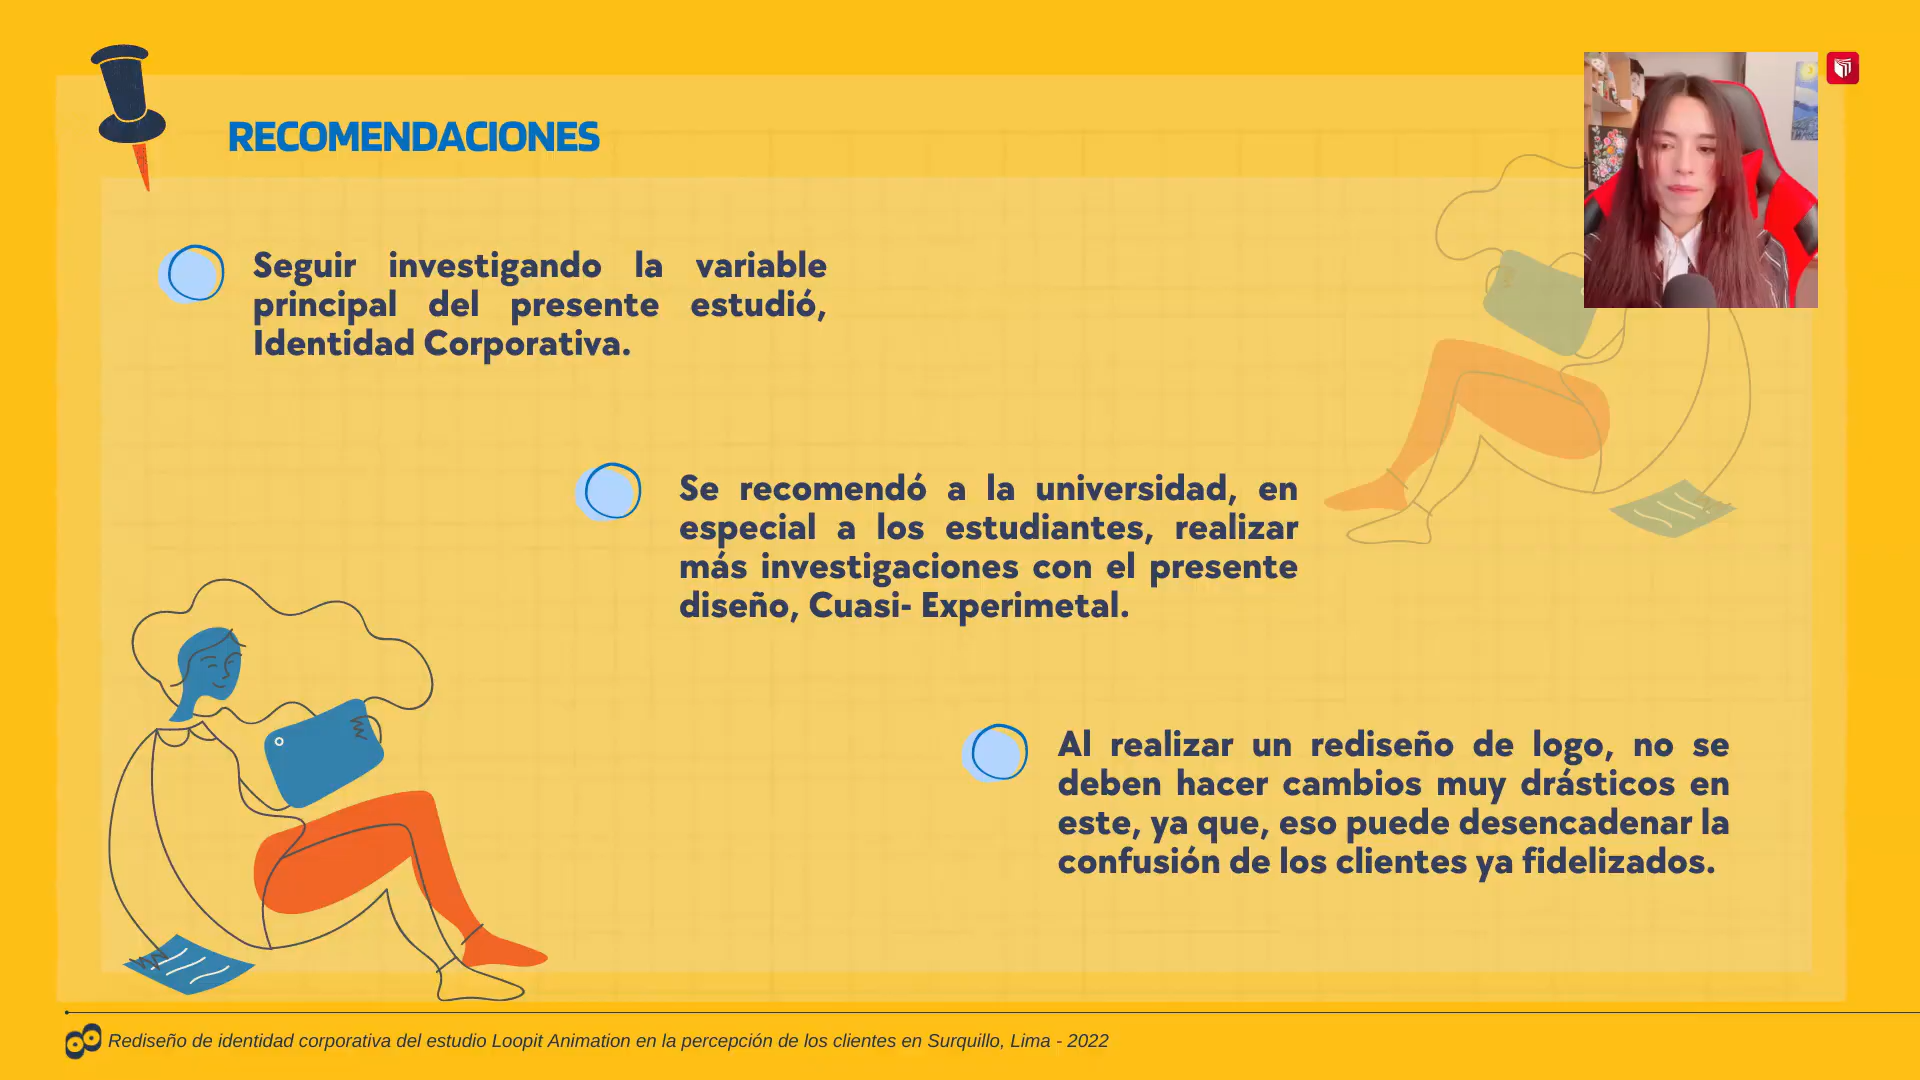 RECOMENDACIONES
Seguir investigando la variable
principal del presente estudió,
Identidad Corporativa.
Se recomendó a la universidad, en
especial a los estudiantes, realizar
más investigaciones con el presente
diseño, Cuasi- Experimetal.
Al realizar un rediseño de logo, no se
deben hacer cambios muy drásticos en
este, ya que, eso puede desencadenar la
confusión de los clientes ya fidelizados.
Rediseño de identidad corporativa del estudio Loopit Animation en la percepción de los clientes en Surquillo, Lima - 2022